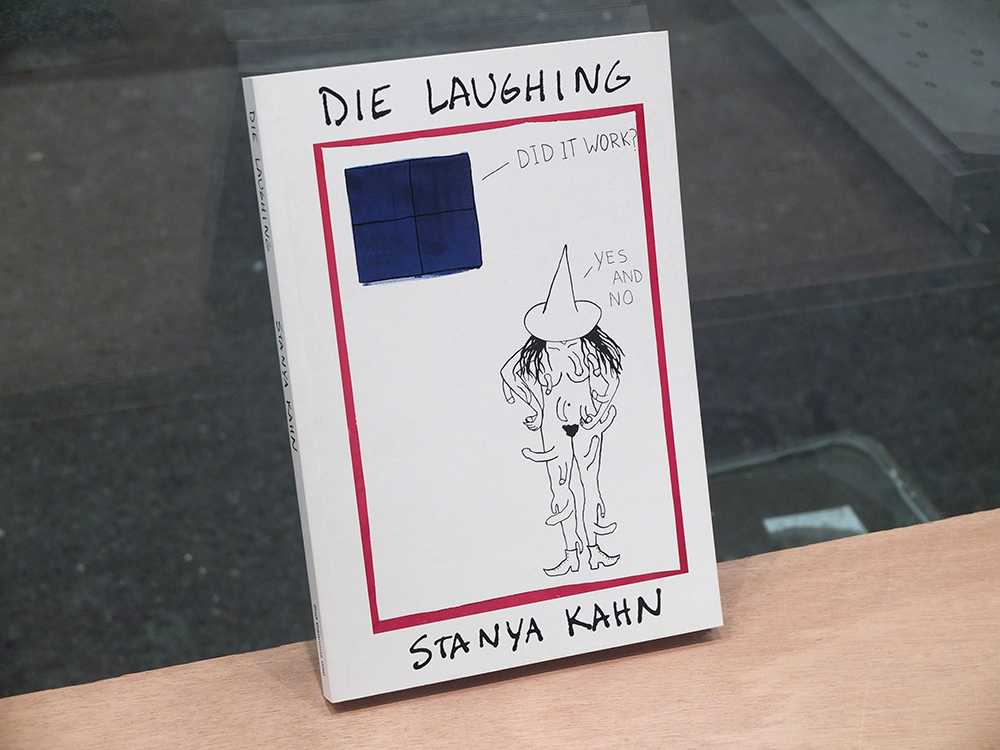 DIE LAUGHING
DID IT WORK?
YES
AND
NO
STANYA KAHN
DIE LAUGHING STANYA KAHN